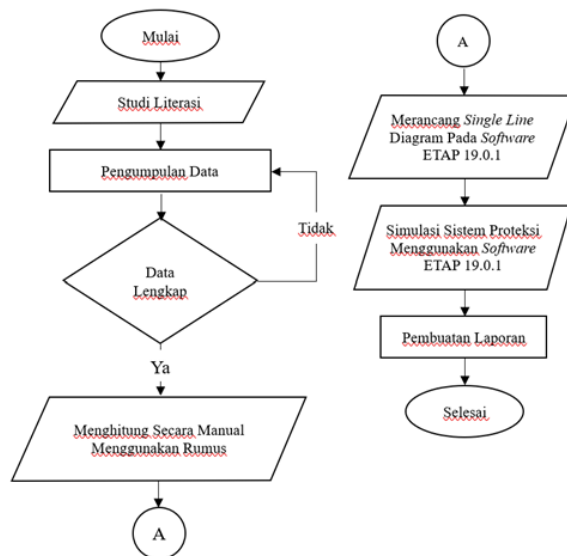 Mulai
Studi Literasi
Pengumpulan Data
Tidak
Data
Lengkap
Ya
Menghitung Secara Manual
Menggunakan Rumus
A
A
Merancang Single Line
Diagram Pada Software
ETAP 19.0.1
Simulasi Sistem Proteksi
Menggunakan Software
ETAP 19.0.1
Pembuatan Laporan
Selesai